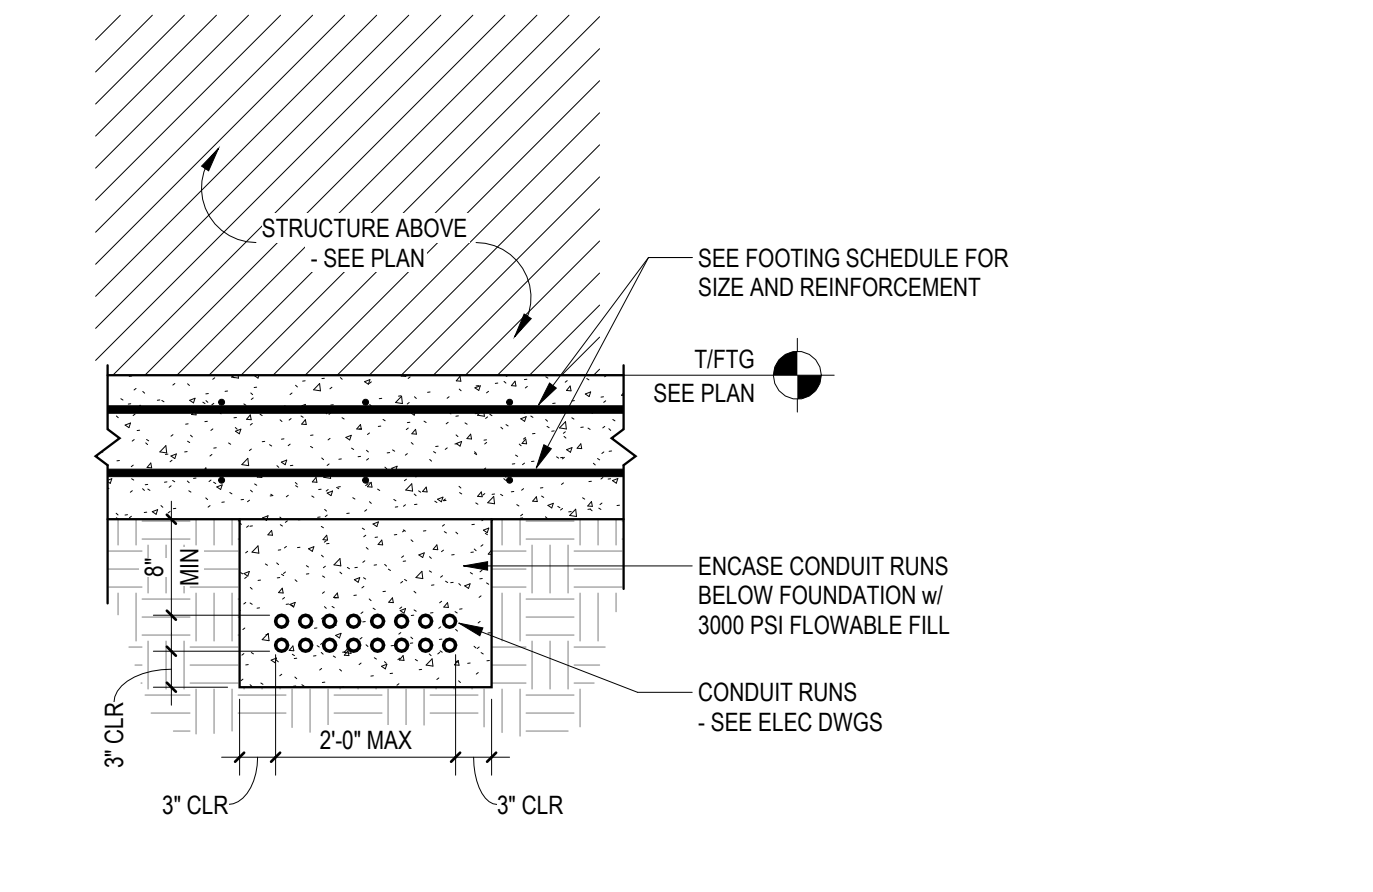 STRUCTURE ABOVE
- SEE PLAN
SEE FOOTING SCHEDULE FOR
SIZE AND REINFORCEMENT
T/FTG
SEE PLAN
8"
MIN
ENCASE CONDUIT RUNS
BELOW FOUNDATION w/
3000 PSI FLOWABLE FILL
CONDUIT RUNS
- SEE ELEC DWGS
3" CLR
2'-0" MAX
3" CLR
3" CLR